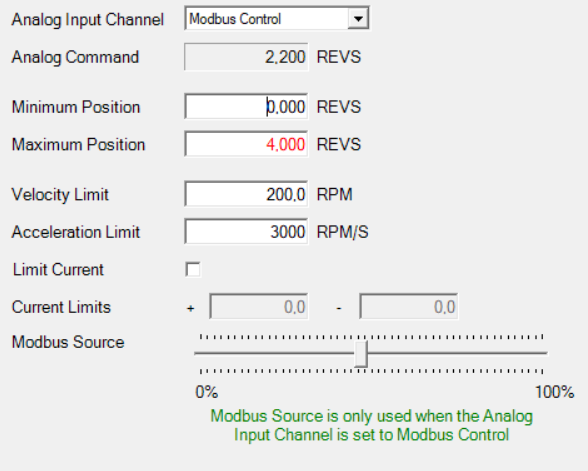 Analog Input Channel Modbus Control
Analog Command 2,200 REVS
Minimum Position 0,000 REVS
Maximum Position 4,000 REVS
Velocity Limit 200,0 RPM
Acceleration Limit 3000 RPM/S
Limit Current
Current Limits + 0,0 - 0,0
Modbus Source
0% 100%
Modbus Source is only used when the Analog
Input Channel is set to Modbus Control